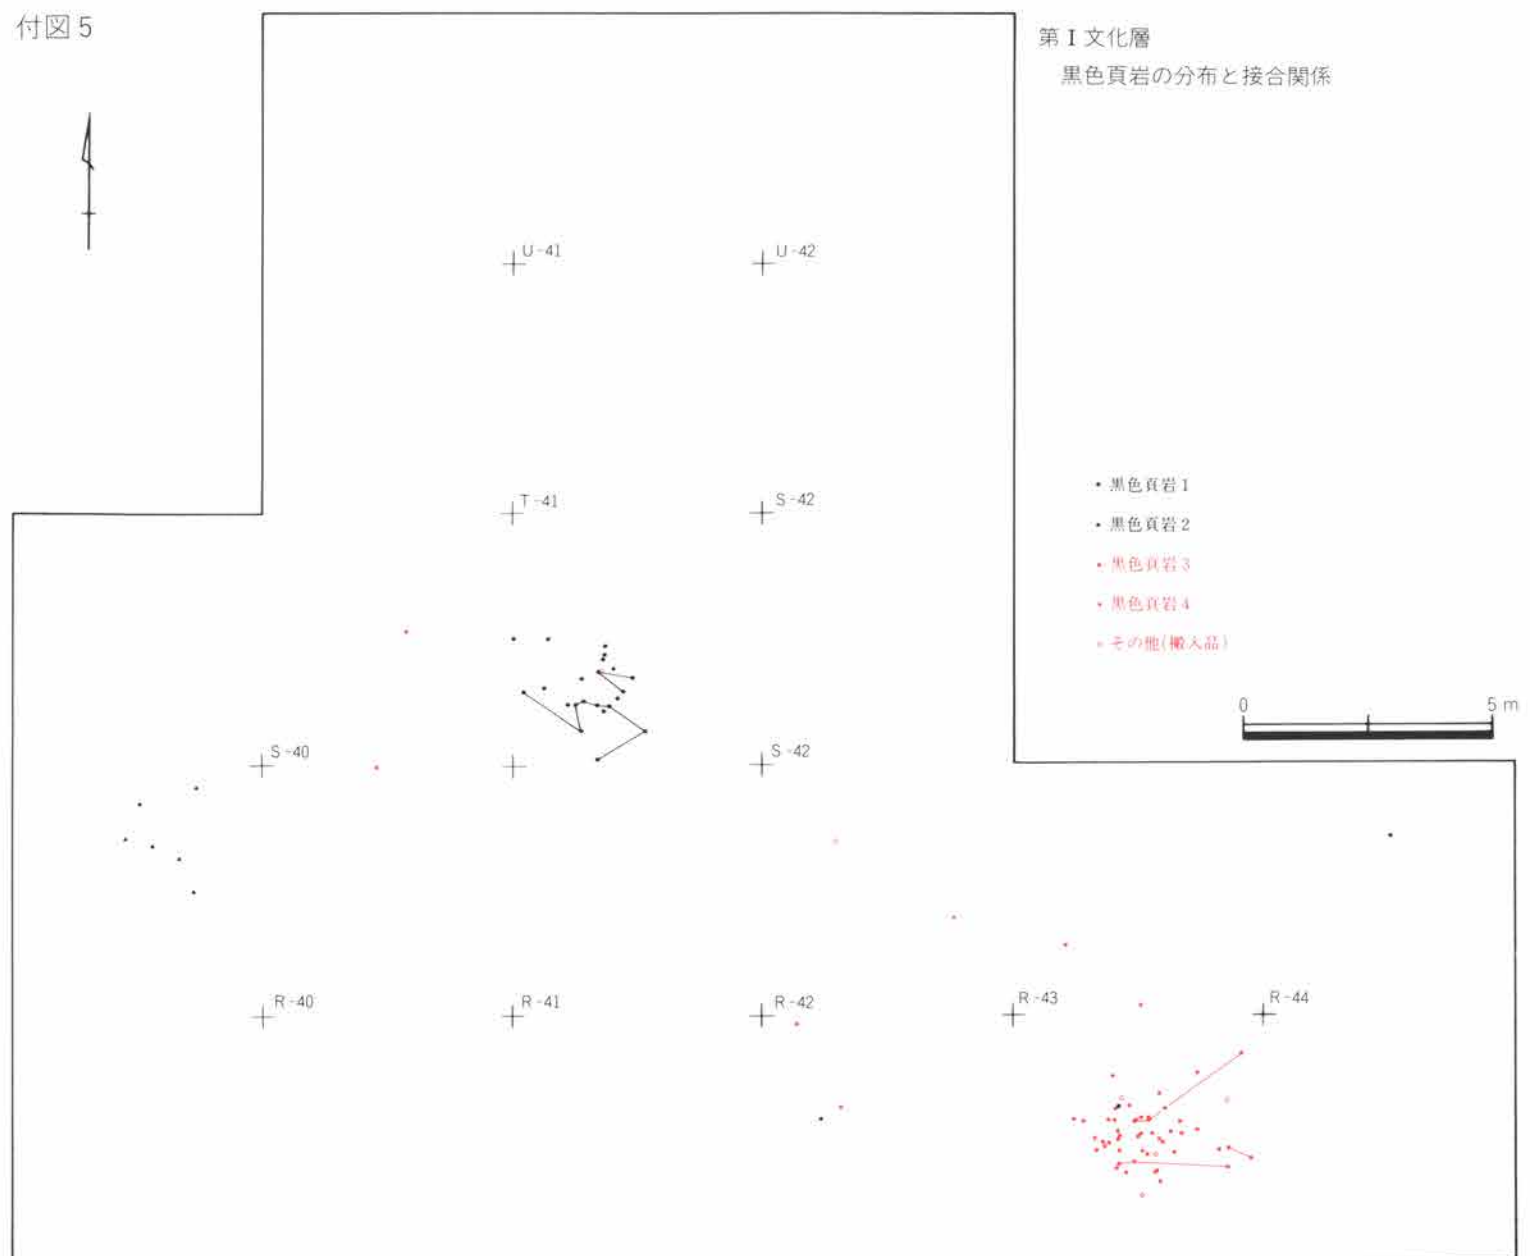 付図5
第I文化層
黒色頁岩の分布と接合関係
U-41
U-42
T-41
S-42
・黒色頁岩1
・黒色頁岩2
・黒色頁岩3
・黒色頁岩4
○その他(搬入品)
0
5m
S-40
S-42
R-40
R-41
R-42
R-43
R-44